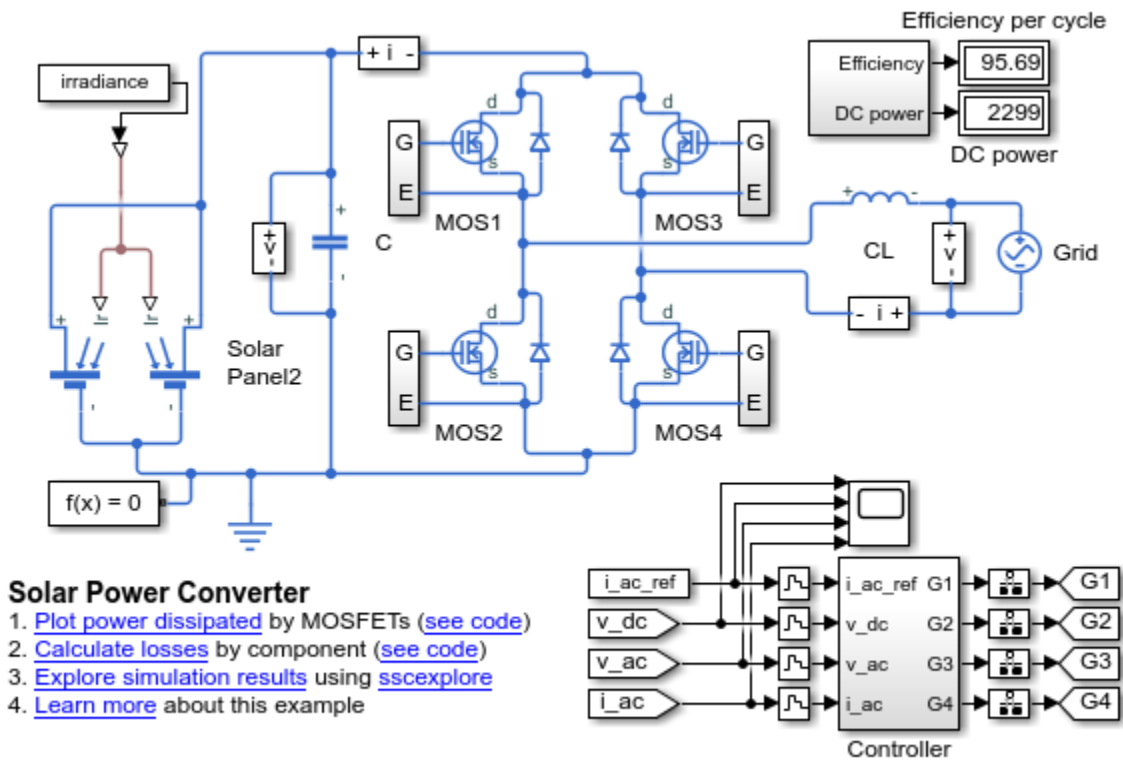 Efficiency per cycle
irradiance
+ i -
Efficiency
95.69
DC power
2299
DC power
d
d
G
G
s
s
E
E
MOS1
MOS3
+
-
+
v
-
+
C
-
+
v
-
CL
Grid
- i +
Ir
Ir
+
+
Solar
Panel2
-
-
d
d
G
G
s
s
E
E
MOS2
MOS4
f(x) = 0
Solar Power Converter
1. Plot power dissipated by MOSFETs (see code)
2. Calculate losses by component (see code)
3. Explore simulation results using sscexplore
4. Learn more about this example
i_ac_ref
i_ac_ref
G1
G1
v_dc
v_dc
G2
G2
v_ac
v_ac
G3
G3
i_ac
i_ac
G4
G4
Controller